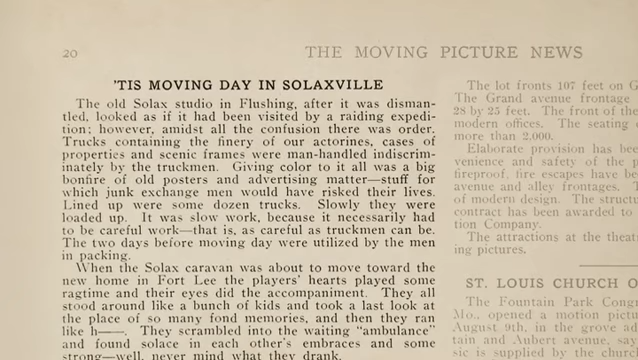 20
THE MOVING PICTURE NEWS
'TIS MOVING DAY IN SOLAXVILLE
The old Solax studio in Flushing, after it was disman-
tled, looked as if it had been visited by a raiding expedi-
tion; however, amidst all the confusion there was order.
Trucks containing the finery of our actorines, cases of
properties and scenic frames were man-handled indiscrim-
inately by the truckmen. Giving color to it all was a big
bonfire of old posters and advertising matter—stuff for
which junk exchange men would have risked their lives.
Lined up were some dozen trucks. Slowly they were
loaded up. It was slow work, because it necessarily had
to be careful work—that is, as careful as truckmen can be.
The two days before moving day were utilized by the men
in packing.
When the Solax caravan was about to move toward the
new home in Fort Lee the players' hearts played some
ragtime and their eyes did the accompaniment. They all
stood around like a bunch of kids and took a last look at
the place of so many fond memories, and then they ran
like h——. They scrambled into the waiting "ambulance"
and found solace in each other's embraces and some
strong—well, never mind what they drank.
The lot fronts 107 feet on G
The Grand avenue frontage
28 by 25 feet. The front of the
modern offices. The seating
more than 2,000.
Elaborate provision has bee
venience and safety of the p
fireproof, fire escapes have be
avenue and alley frontages.
of modern design. The structu
contract has been awarded to
tion Company.
The attractions at the theat
ing pictures.
ST. LOUIS CHURCH O
The Fountain Park Congr
Mo., opened a motion pictu
August 9th, in the grove ad
tain and Aubert avenue, say
sic is supplied by the church